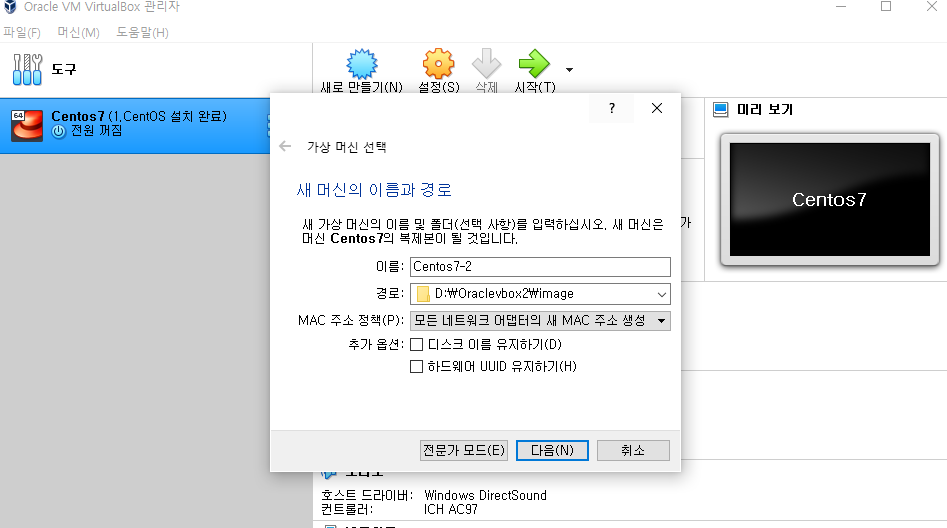 Oracle VM VirtualBox 관리자
파일(F) 머신(M) 도움말(H)
도구
새로 만들기(N) 설정(S) 삭제 시작(T)
64
Centos7 (1,CentOS 설치 완료)
전원 꺼짐
미리 보기
Centos7
?
가상 머신 선택
새 머신의 이름과 경로
새 가상 머신의 이름 및 폴더(선택 사항)를 입력하십시오, 새 머신은
머신 Centos7의 복제본이 될 것입니다,
가
이름: Centos7-2
경로: D:₩Oraclevbox2₩image
MAC 주소 정책(P): 모든 네트워크 어댑터의 새 MAC 주소 생성
추가 옵션: 디스크 이름 유지하기(D)
하드웨어 UUID 유지하기(H)
전문가 모드(E) 다음(N) 취소
호스트 드라이버: Windows DirectSound
컨트롤러: ICH AC97